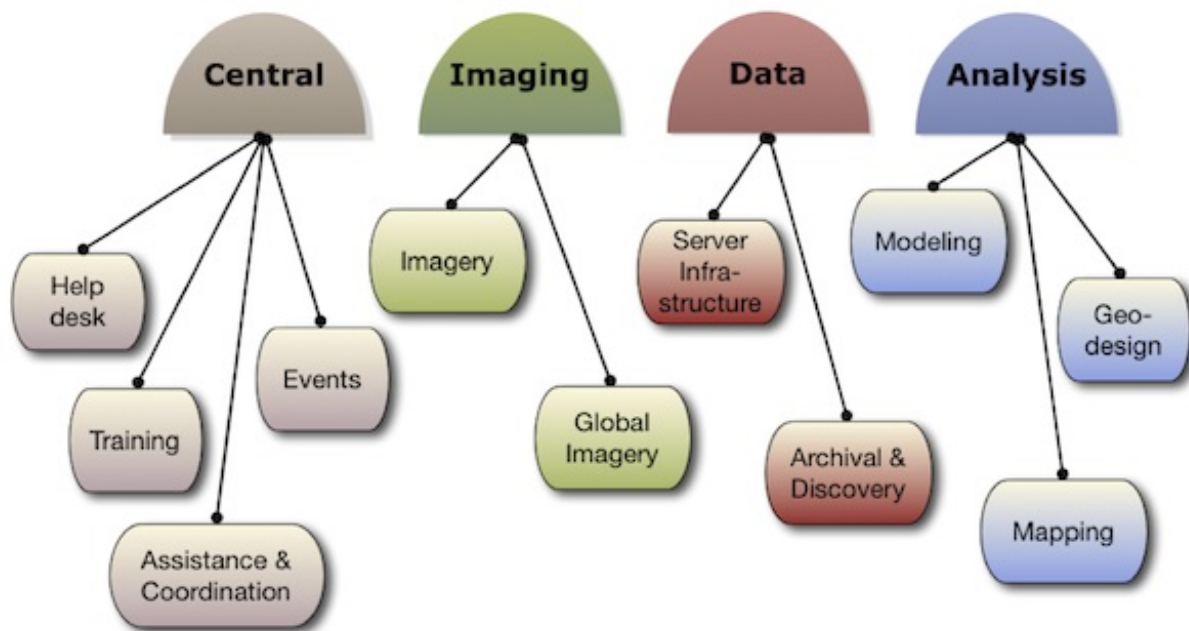 Central
Imaging
Data
Analysis
Help
desk
Training
Assistance &
Coordination
Events
Imagery
Global
Imagery
Server
Infra-
structure
Archival &
Discovery
Modeling
Geo-
design
Mapping